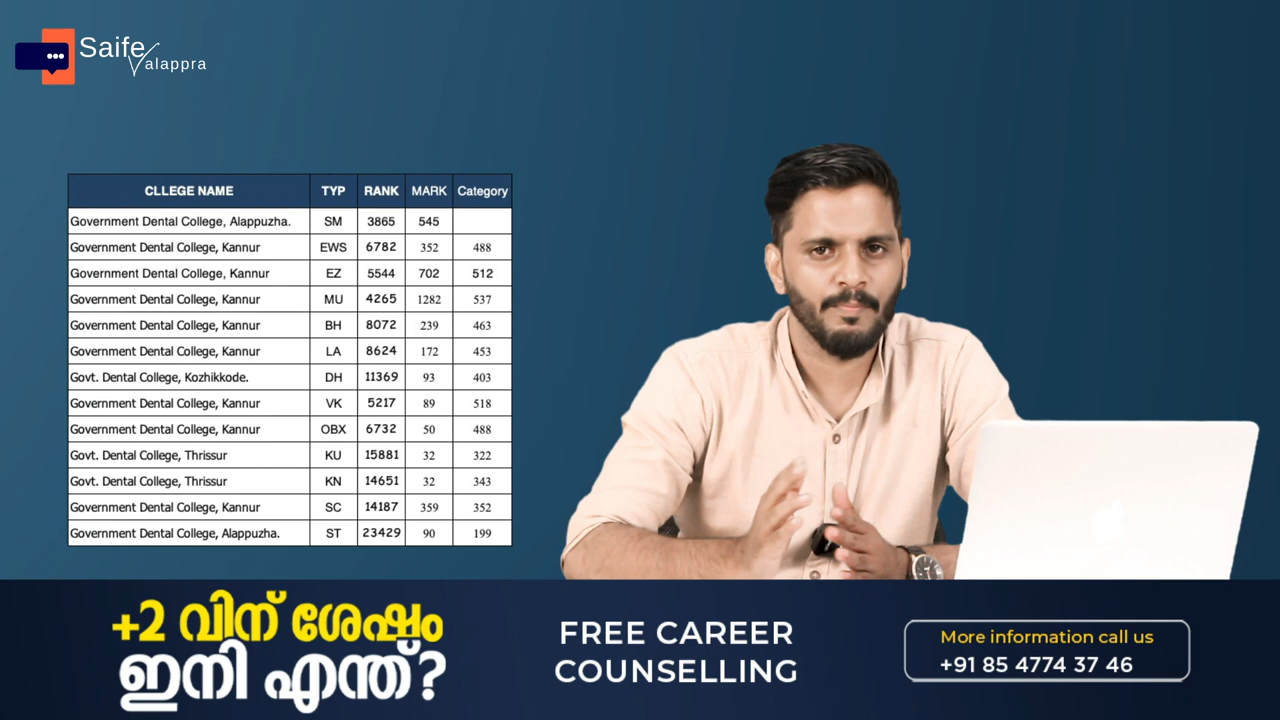 Saife
Valappra
CLLEGE NAME TYP RANK MARK Category
Government Dental College, Alappuzha. SM 3865 545
Government Dental College, Kannur EWS 6782 352 488
Government Dental College, Kannur EZ 5544 702 512
Government Dental College, Kannur MU 4265 1282 537
Government Dental College, Kannur BH 8072 239 463
Government Dental College, Kannur LA 8624 172 453
Govt. Dental College, Kozhikkode. DH 11369 93 403
Government Dental College, Kannur VK 5217 89 518
Government Dental College, Kannur OBX 6732 50 488
Govt. Dental College, Thrissur KU 15881 32 322
Govt. Dental College, Thrissur KN 14651 32 343
Government Dental College, Kannur SC 14187 359 352
Government Dental College, Alappuzha. ST 23429 90 199
+2 വിന് ശേഷം
ഇനി എന്ത്?
FREE CAREER
COUNSELLING
More information call us
+91 85 4774 37 46